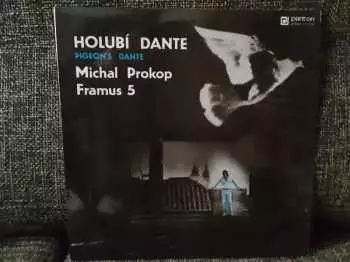 panton
HOLUBÍ DANTE
PIGEON'S DANTE
Michal Prokop
Framus 5